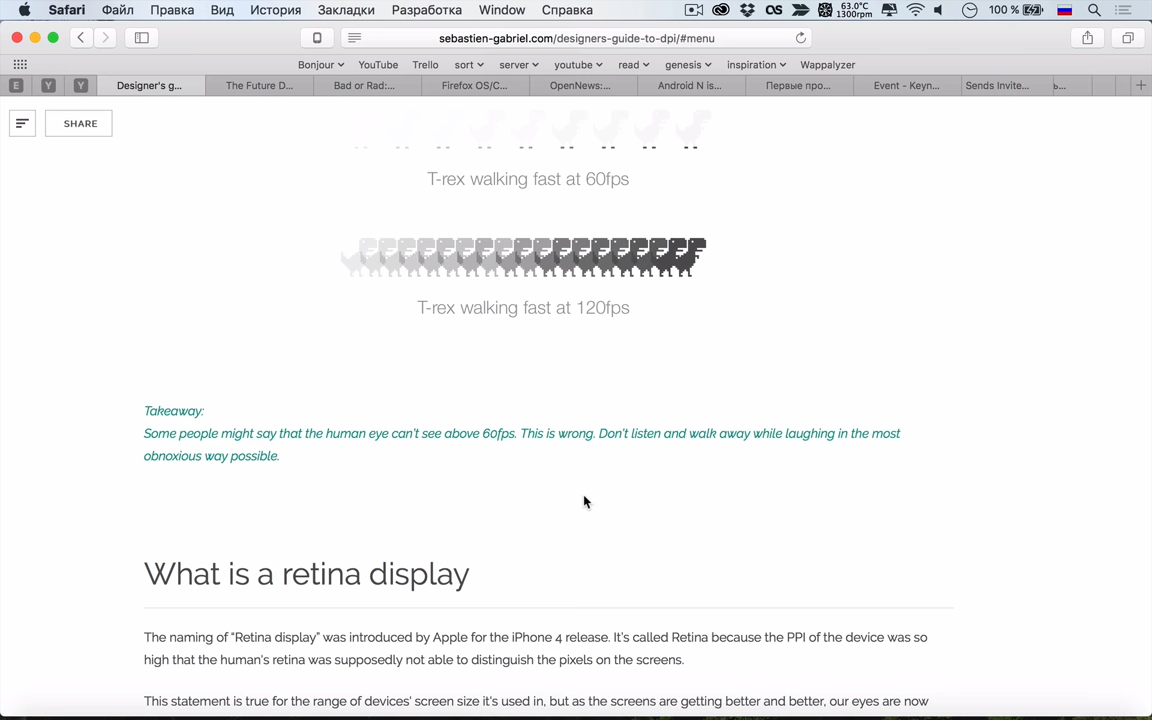 Safari Файл Правка Вид История Закладки Разработка Window Справка 63.0°C 1300rpm 100 %
sebastien-gabriel.com/designers-guide-to-dpi/#menu
Bonjour YouTube Trello sort server youtube read genesis inspiration Wappalyzer
E Y Y Designer's g... The Future D... Bad or Rad:... Firefox OS/C... OpenNews:... Android N is... Первые про... Event - Keyn... Sends Invite... ь...
SHARE
T-rex walking fast at 60fps
T-rex walking fast at 120fps
Takeaway:
Some people might say that the human eye can't see above 60fps. This is wrong. Don't listen and walk away while laughing in the most
obnoxious way possible.
What is a retina display
The naming of “Retina display” was introduced by Apple for the iPhone 4 release. It's called Retina because the PPI of the device was so
high that the human's retina was supposedly not able to distinguish the pixels on the screens.
This statement is true for the range of devices' screen size it's used in, but as the screens are getting better and better, our eyes are now